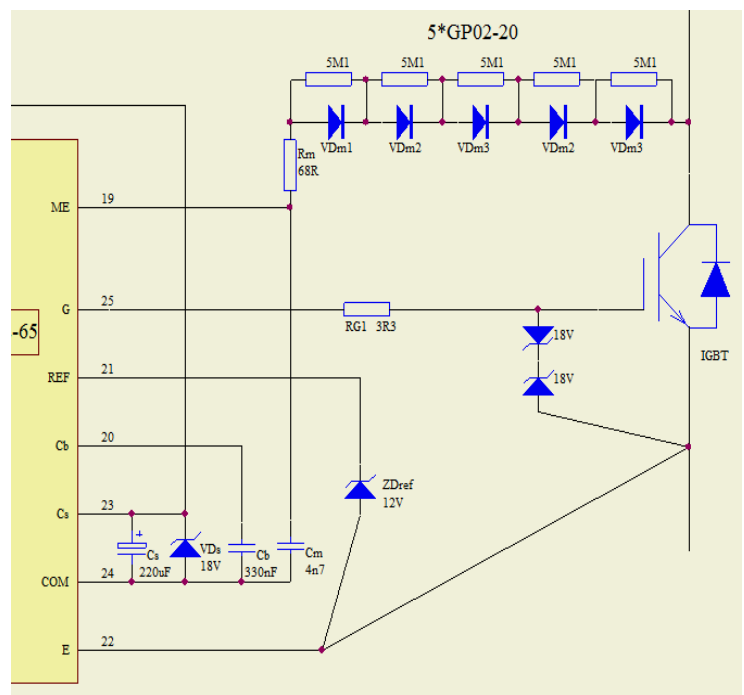 5*GP02-20
5M1 5M1 5M1 5M1 5M1
VDm1 VDm2 VDm3 VDm2 VDm3
Rm
68R
ME 19
G 25
RG1 3R3
18V
-65
IGBT
REF 21
18V
Cb 20
ZDref
12V
Cs 23
+
Cs VDs Cb Cm
220uF 18V 330nF 4n7
COM 24
E 22